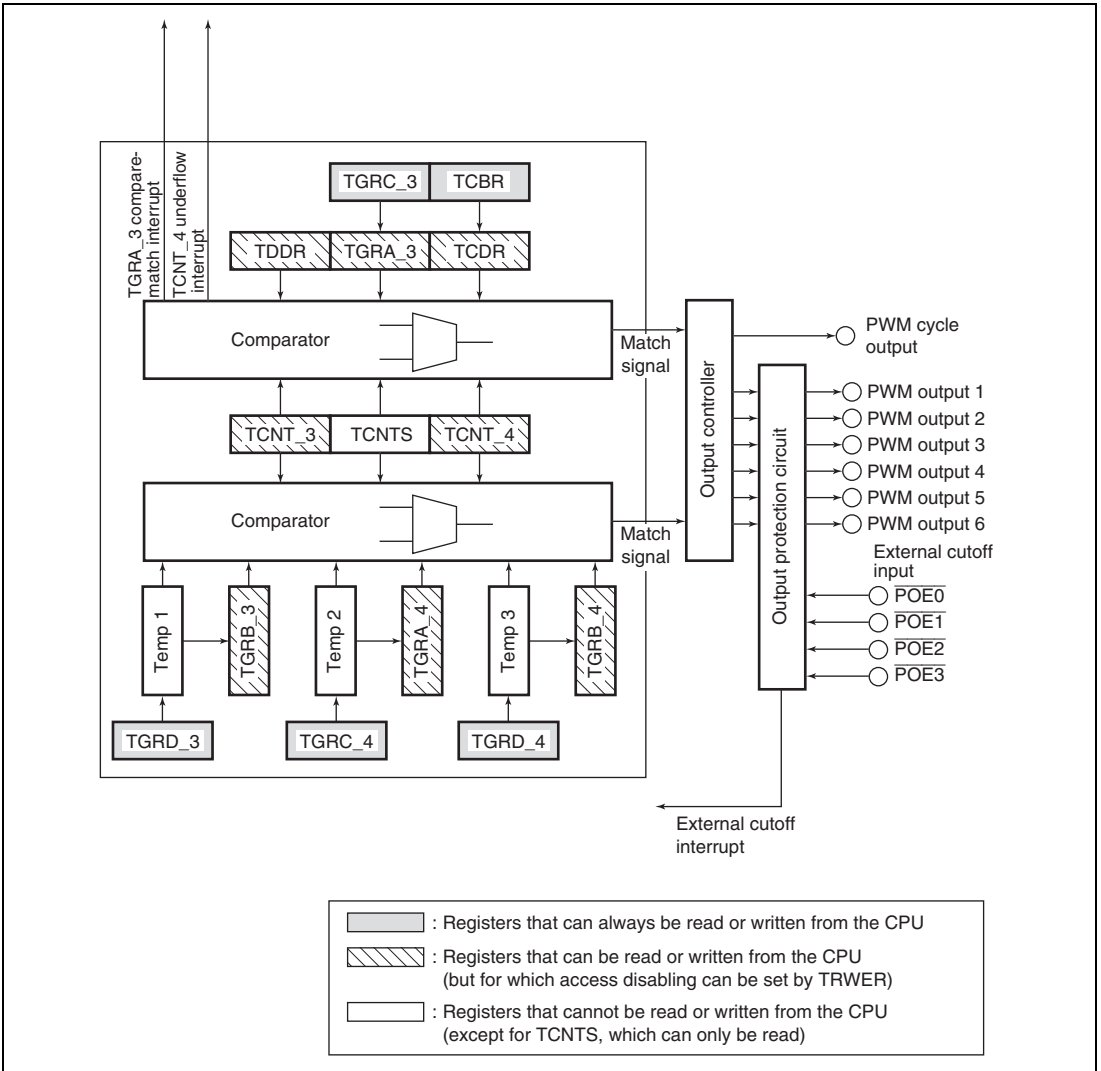 TGRA_3 compare-
match interrupt
TCNT_4 underflow
interrupt
TGRC_3
TCBR
TDDR
TGRA_3
TCDR
Comparator
Match
signal
PWM cycle
output
TCNT_3
TCNTS
TCNT_4
Output controller
Output protection circuit
PWM output 1
PWM output 2
PWM output 3
PWM output 4
PWM output 5
PWM output 6
Comparator
Match
signal
External cutoff
input
POE0
POE1
POE2
POE3
Temp 1
TGRB_3
Temp 2
TGRA_4
Temp 3
TGRB_4
TGRD_3
TGRC_4
TGRD_4
External cutoff
interrupt
: Registers that can always be read or written from the CPU
: Registers that can be read or written from the CPU
(but for which access disabling can be set by TRWER)
: Registers that cannot be read or written from the CPU
(except for TCNTS, which can only be read)